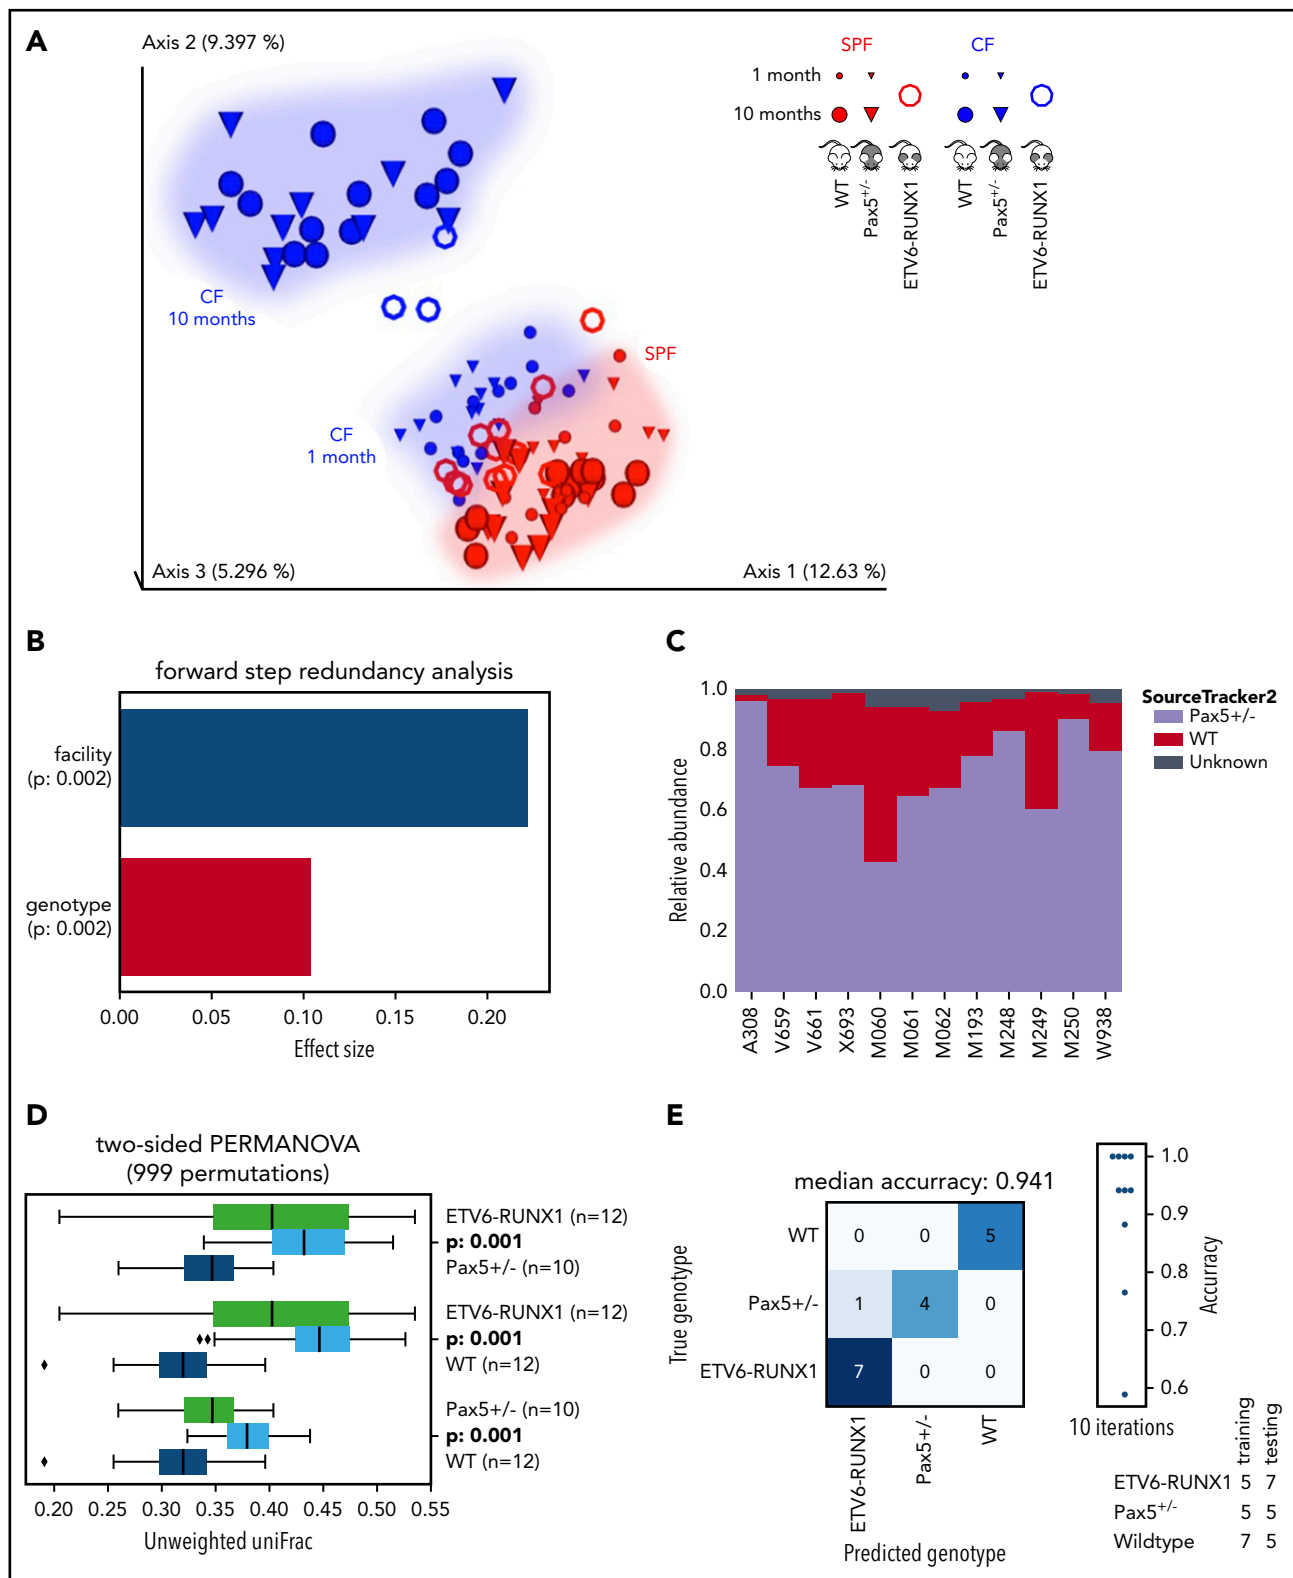 A
Axis 2 (9.397 %)
SPF
CF
1 month
10 months
WT
Pax5+/-
ETV6-RUNX1
WT
Pax5+/-
ETV6-RUNX1
CF
10 months
SPF
CF
1 month
Axis 3 (5.296 %)
Axis 1 (12.63 %)
B
forward step redundancy analysis
facility
(p: 0.002)
genotype
(p: 0.002)
0.00
0.05
0.10
0.15
0.20
Effect size
C
1.0
0.8
0.6
0.4
0.2
0.0
Relative abundance
SourceTracker2
Pax5+/-
WT
Unknown
A308
V659
V661
X693
M060
M061
M062
M193
M248
M249
M250
W938
D
two-sided PERMANOVA
(999 permutations)
ETV6-RUNX1 (n=12)
p: 0.001
Pax5+/- (n=10)
ETV6-RUNX1 (n=12)
p: 0.001
WT (n=12)
Pax5+/- (n=10)
p: 0.001
WT (n=12)
0.20
0.25
0.30
0.35
0.40
0.45
0.50
0.55
Unweighted uniFrac
E
median accurracy: 0.941
True genotype
WT
0 0 5
Pax5+/-
1 4 0
ETV6-RUNX1
7 0 0
ETV6-RUNX1
Pax5+/-
WT
Predicted genotype
1.0
0.9
0.8
0.7
0.6
Accurracy
10 iterations
training
testing
ETV6-RUNX1 5 7
Pax5+/- 5 5
Wildtype 7 5